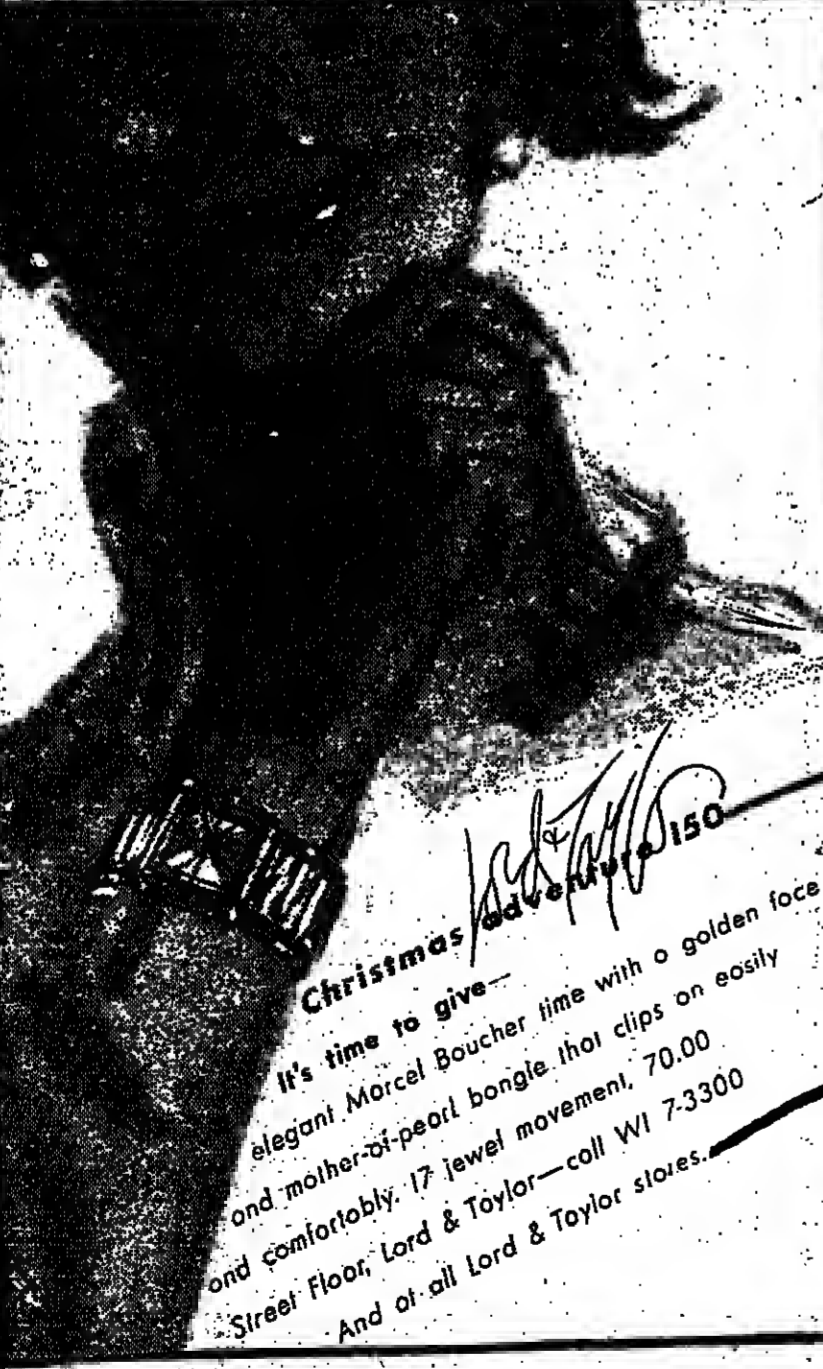 Lord & Taylor
Christmas adventure 150
It's time to give—
elegant Marcel Boucher time with a golden face
and mother-of-pearl bangle that clips on easily
and comfortably. 17 jewel movement, 70.00
Street Floor, Lord & Taylor—call WI 7-3300
And at all Lord & Taylor stores.